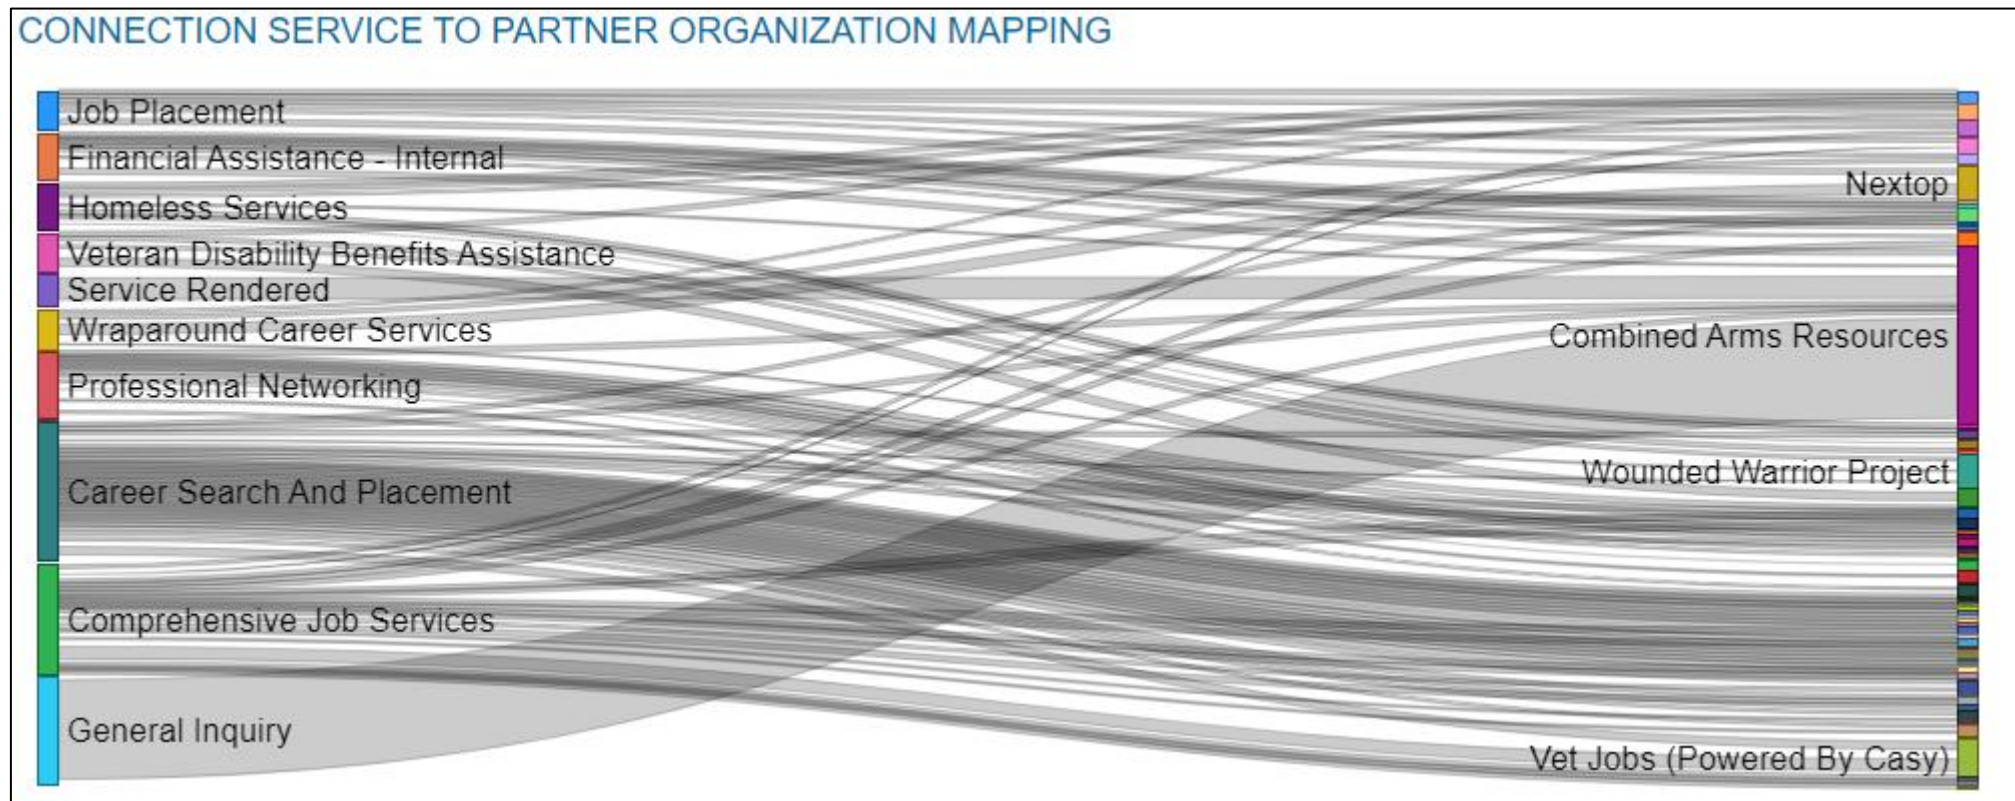 CONNECTION SERVICE TO PARTNER ORGANIZATION MAPPING
Job Placement
Financial Assistance - Internal
Homeless Services
Veteran Disability Benefits Assistance
Service Rendered
Wraparound Career Services
Professional Networking
Career Search And Placement
Comprehensive Job Services
General Inquiry
Nextop
Combined Arms Resources
Wounded Warrior Project
Vet Jobs (Powered By Casy)